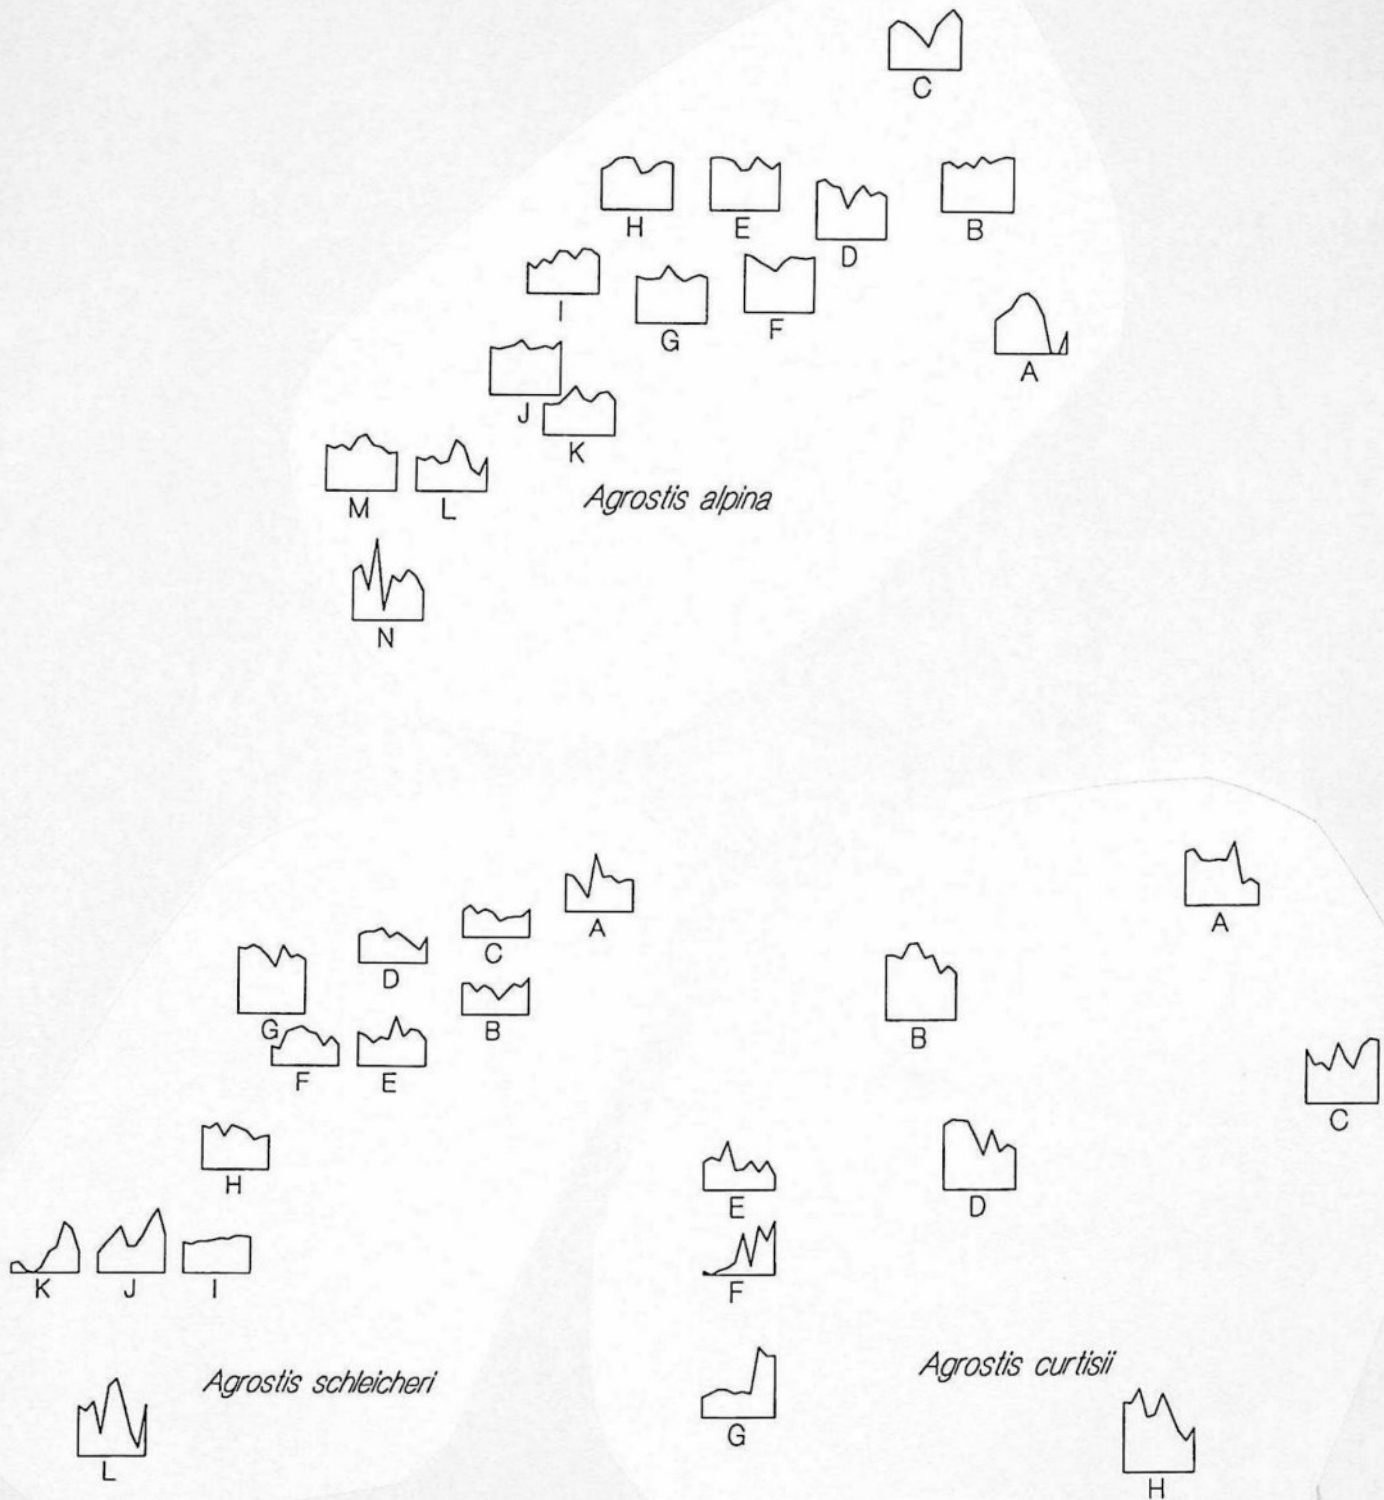 C
H E D B
I G F A
J K
M L
Agrostis alpina
N
A A
C
D B
G B
F E
C
H E D
K J I F
Agrostis schleicheri Agrostis curtisii
G
L H